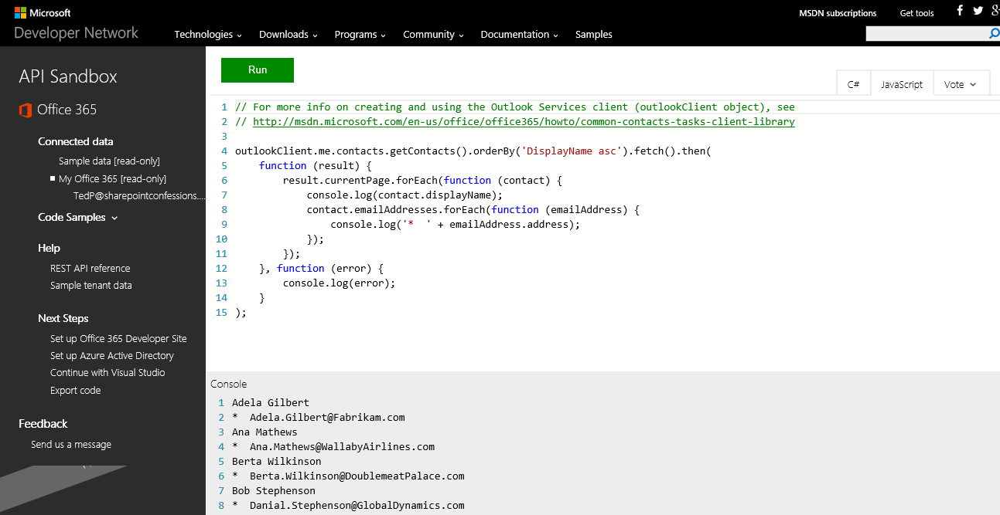 Microsoft
Developer Network
MSDN subscriptions Get tools
Technologies Downloads Programs Community Documentation Samples
API Sandbox
Office 365
Connected data
Sample data [read-only]
My Office 365 [read-only]
TedP@sharepointconfessions....
Code Samples
Help
REST API reference
Sample tenant data
Next Steps
Set up Office 365 Developer Site
Set up Azure Active Directory
Continue with Visual Studio
Export code
Feedback
Send us a message
Run
C# JavaScript Vote
1 // For more info on creating and using the Outlook Services client (outlookClient object), see
2 // http://msdn.microsoft.com/en-us/office/office365/howto/common-contacts-tasks-client-library
3
4 outlookClient.me.contacts.getContacts().orderBy('DisplayName asc').fetch().then(
5     function (result) {
6         result.currentPage.forEach(function (contact) {
7             console.log(contact.displayName);
8             contact.emailAddresses.forEach(function (emailAddress) {
9                 console.log('*  ' + emailAddress.address);
10             });
11         });
12     }, function (error) {
13         console.log(error);
14     }
15 );
Console
1 Adela Gilbert
2 *  Adela.Gilbert@Fabrikam.com
3 Ana Mathews
4 *  Ana.Mathews@WallabyAirlines.com
5 Berta Wilkinson
6 *  Berta.Wilkinson@DoublemeatPalace.com
7 Bob Stephenson
8 *  Danial.Stephenson@GlobalDynamics.com